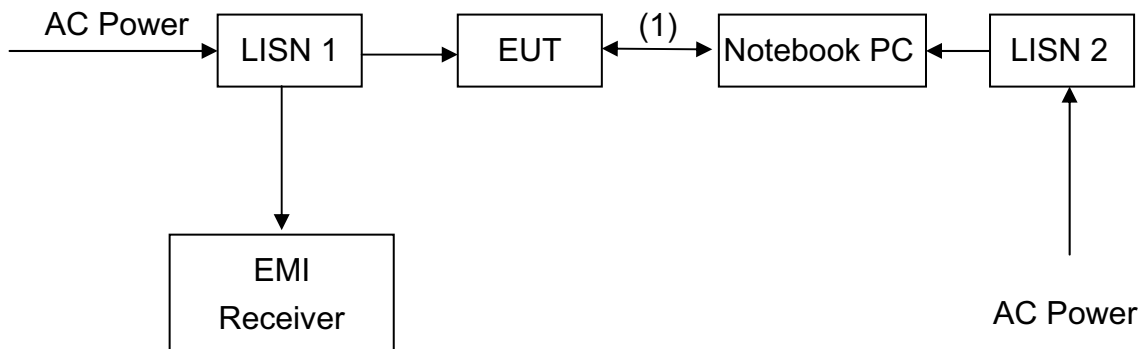 AC Power
LISN 1
EUT
(1)
Notebook PC
LISN 2
EMI
Receiver
AC Power